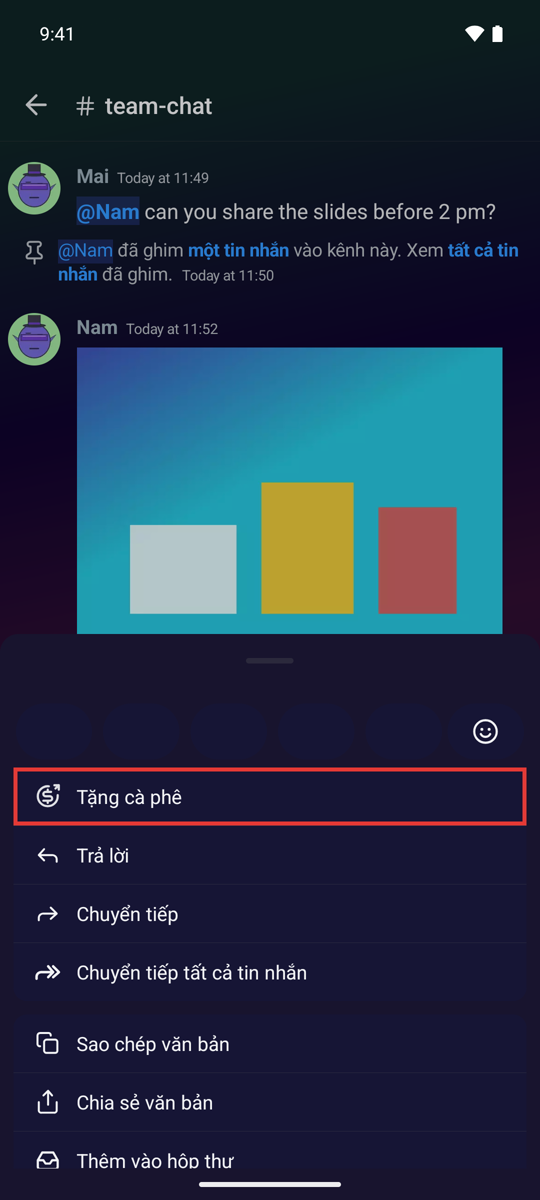 9:41
# team-chat
Mai Today at 11:49
@Nam can you share the slides before 2 pm?
@Nam đã ghim một tin nhắn vào kênh này. Xem tất cả tin
nhắn đã ghim. Today at 11:50
Nam Today at 11:52
Tặng cà phê
Trả lời
Chuyển tiếp
Chuyển tiếp tất cả tin nhắn
Sao chép văn bản
Chia sẻ văn bản
Thêm vào hộp thư